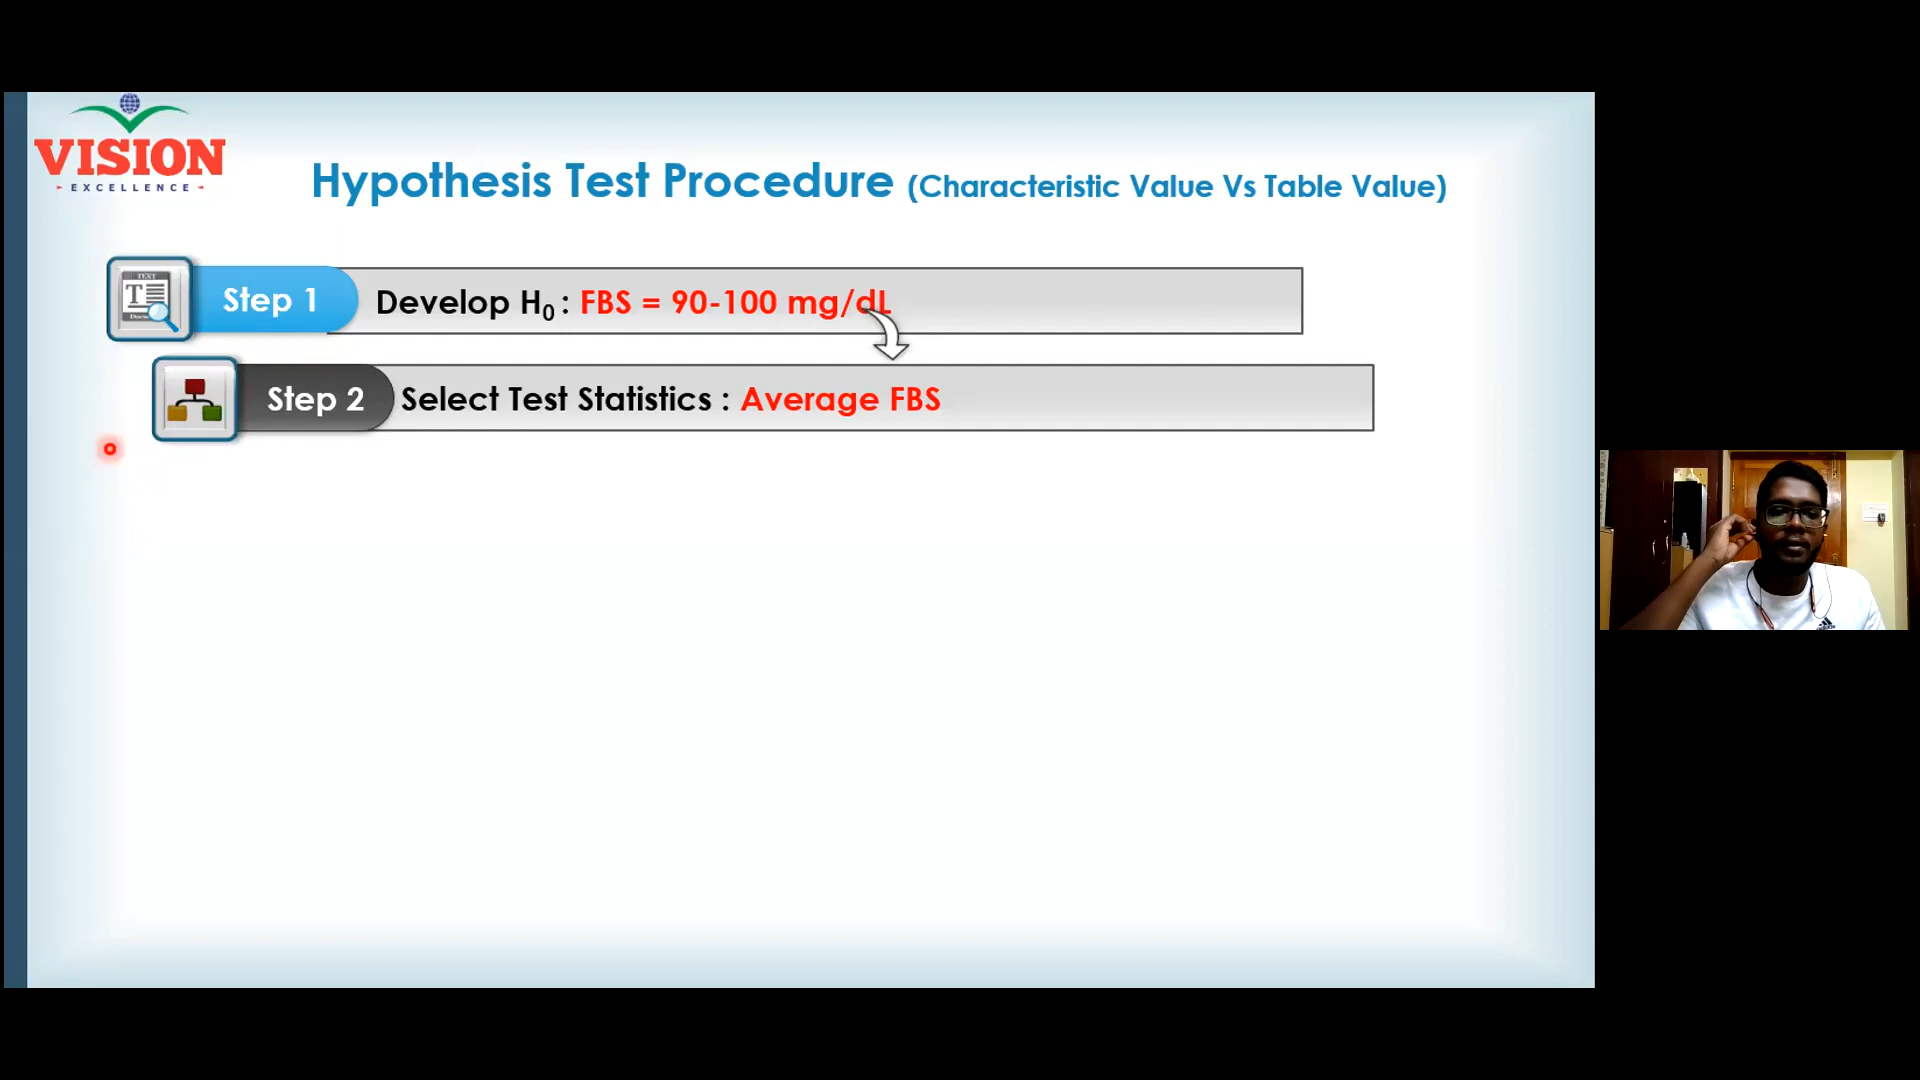 VISION
EXCELLENCE
Hypothesis Test Procedure (Characteristic Value Vs Table Value)
TEXT
T
Step 1
Develop H₀ : FBS = 90-100 mg/dL
Step 2
Select Test Statistics : Average FBS